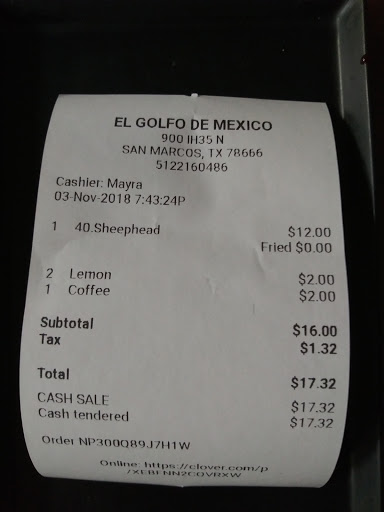 EL GOLFO DE MEXICO
900 IH35 N
SAN MARCOS, TX 78666
5122160486
Cashier: Mayra
03-Nov-2018 7:43:24P
1 40.Sheephead $12.00
Fried $0.00
2 Lemon $2.00
1 Coffee $2.00
Subtotal $16.00
Tax $1.32
Total $17.32
CASH SALE $17.32
Cash tendered $17.32
Order NP300Q89J7H1W
Online: https://clover.com/p